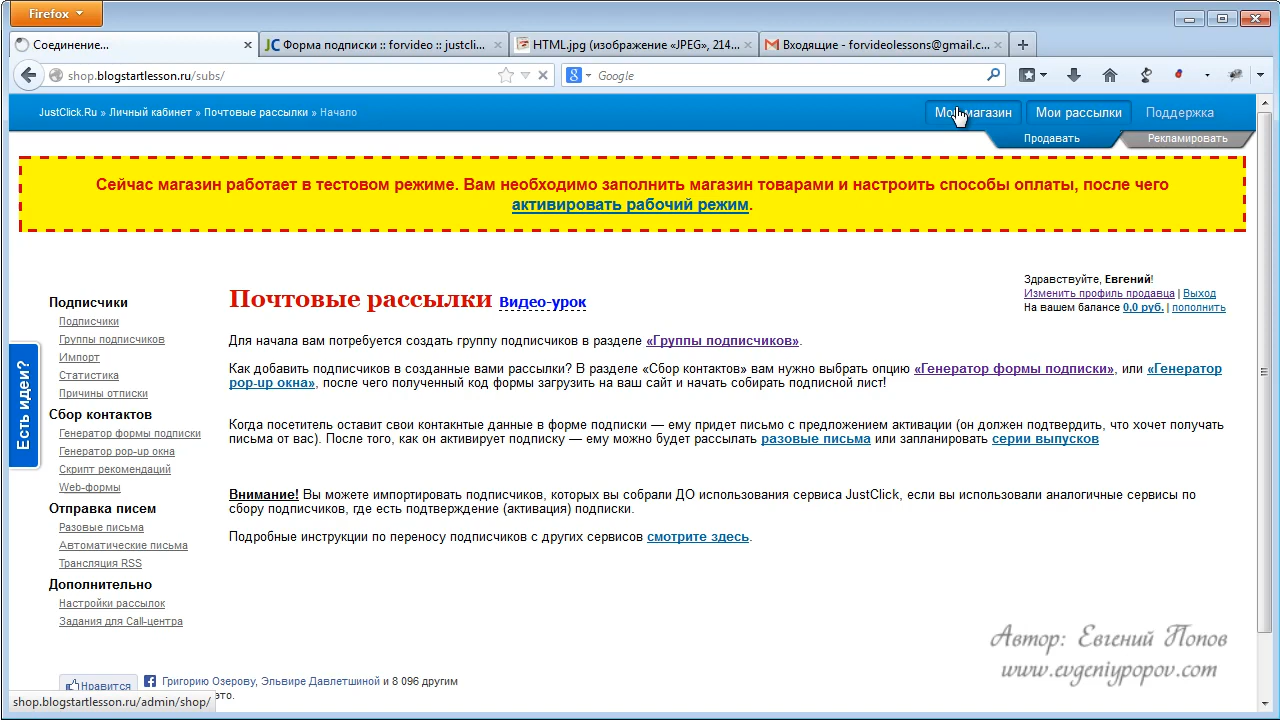 Firefox
Соединение...
Форма подписки :: forvideo :: justcli...
HTML.jpg (изображение «JPEG», 214...
Входящие - forvideolessons@gmail.c...
shop.blogstartlesson.ru/subs/
Google
JustClick.Ru » Личный кабинет » Почтовые рассылки » Начало
Мой магазин
Мои рассылки
Поддержка
Продавать
Рекламировать
Сейчас магазин работает в тестовом режиме. Вам необходимо заполнить магазин товарами и настроить способы оплаты, после чего
активировать рабочий режим.
Здравствуйте, Евгений!
Изменить профиль продавца | Выход
На вашем балансе 0,0 руб. | пополнить
Есть идеи?
Подписчики
Подписчики
Группы подписчиков
Импорт
Статистика
Причины отписки
Сбор контактов
Генератор формы подписки
Генератор pop-up окна
Скрипт рекомендаций
Web-формы
Отправка писем
Разовые письма
Автоматические письма
Трансляция RSS
Дополнительно
Настройки рассылок
Задания для Call-центра
Почтовые рассылки Видео-урок
Для начала вам потребуется создать группу подписчиков в разделе «Группы подписчиков».
Как добавить подписчиков в созданные вами рассылки? В разделе «Сбор контаков» вам нужно выбрать опцию «Генератор формы подписки», или «Генератор
pop-up окна», после чего полученный код формы загрузить на ваш сайт и начать собирать подписной лист!
Когда посетитель оставит свои контакнтые данные в форме подписки — ему придет письмо с предложением активации (он должен подтвердить, что хочет получать
письма от вас). После того, как он активирует подписку — ему можно будет рассылать разовые письма или запланировать серии выпусков
Внимание! Вы можете импортировать подписчиков, которых вы собрали ДО использования сервиса JustClick, если вы использовали аналогичные сервисы по
сбору подписчиков, где есть подтверждение (активация) подписки.
Подробные инструкции по переносу подписчиков с других сервисов смотрите здесь.
Нравится
Григорию Озерову, Эльвире Давлетшиной и 8 096 другим
это.
shop.blogstartlesson.ru/admin/shop/
Автор: Евгений Попов
www.evgeniypopov.com